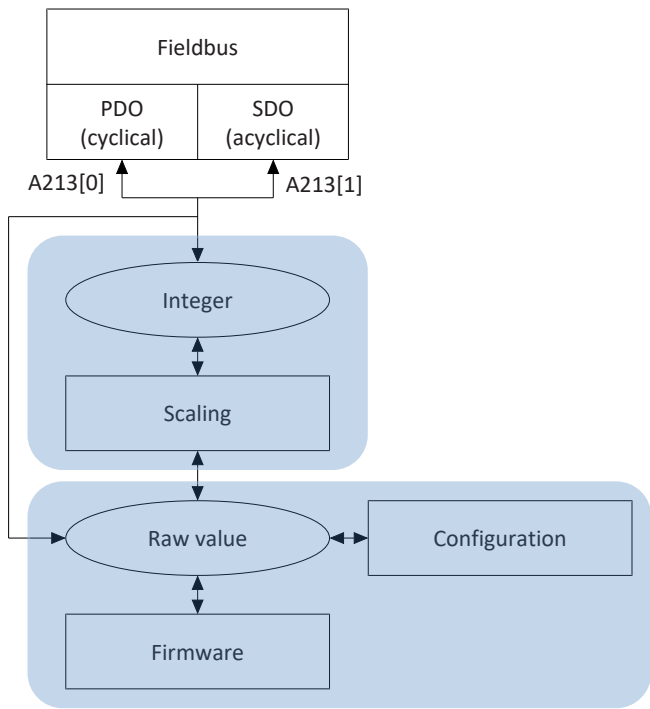 Fieldbus
PDO
(cyclical)
SDO
(acyclical)
A213[0]
A213[1]
Integer
Scaling
Raw value
Configuration
Firmware